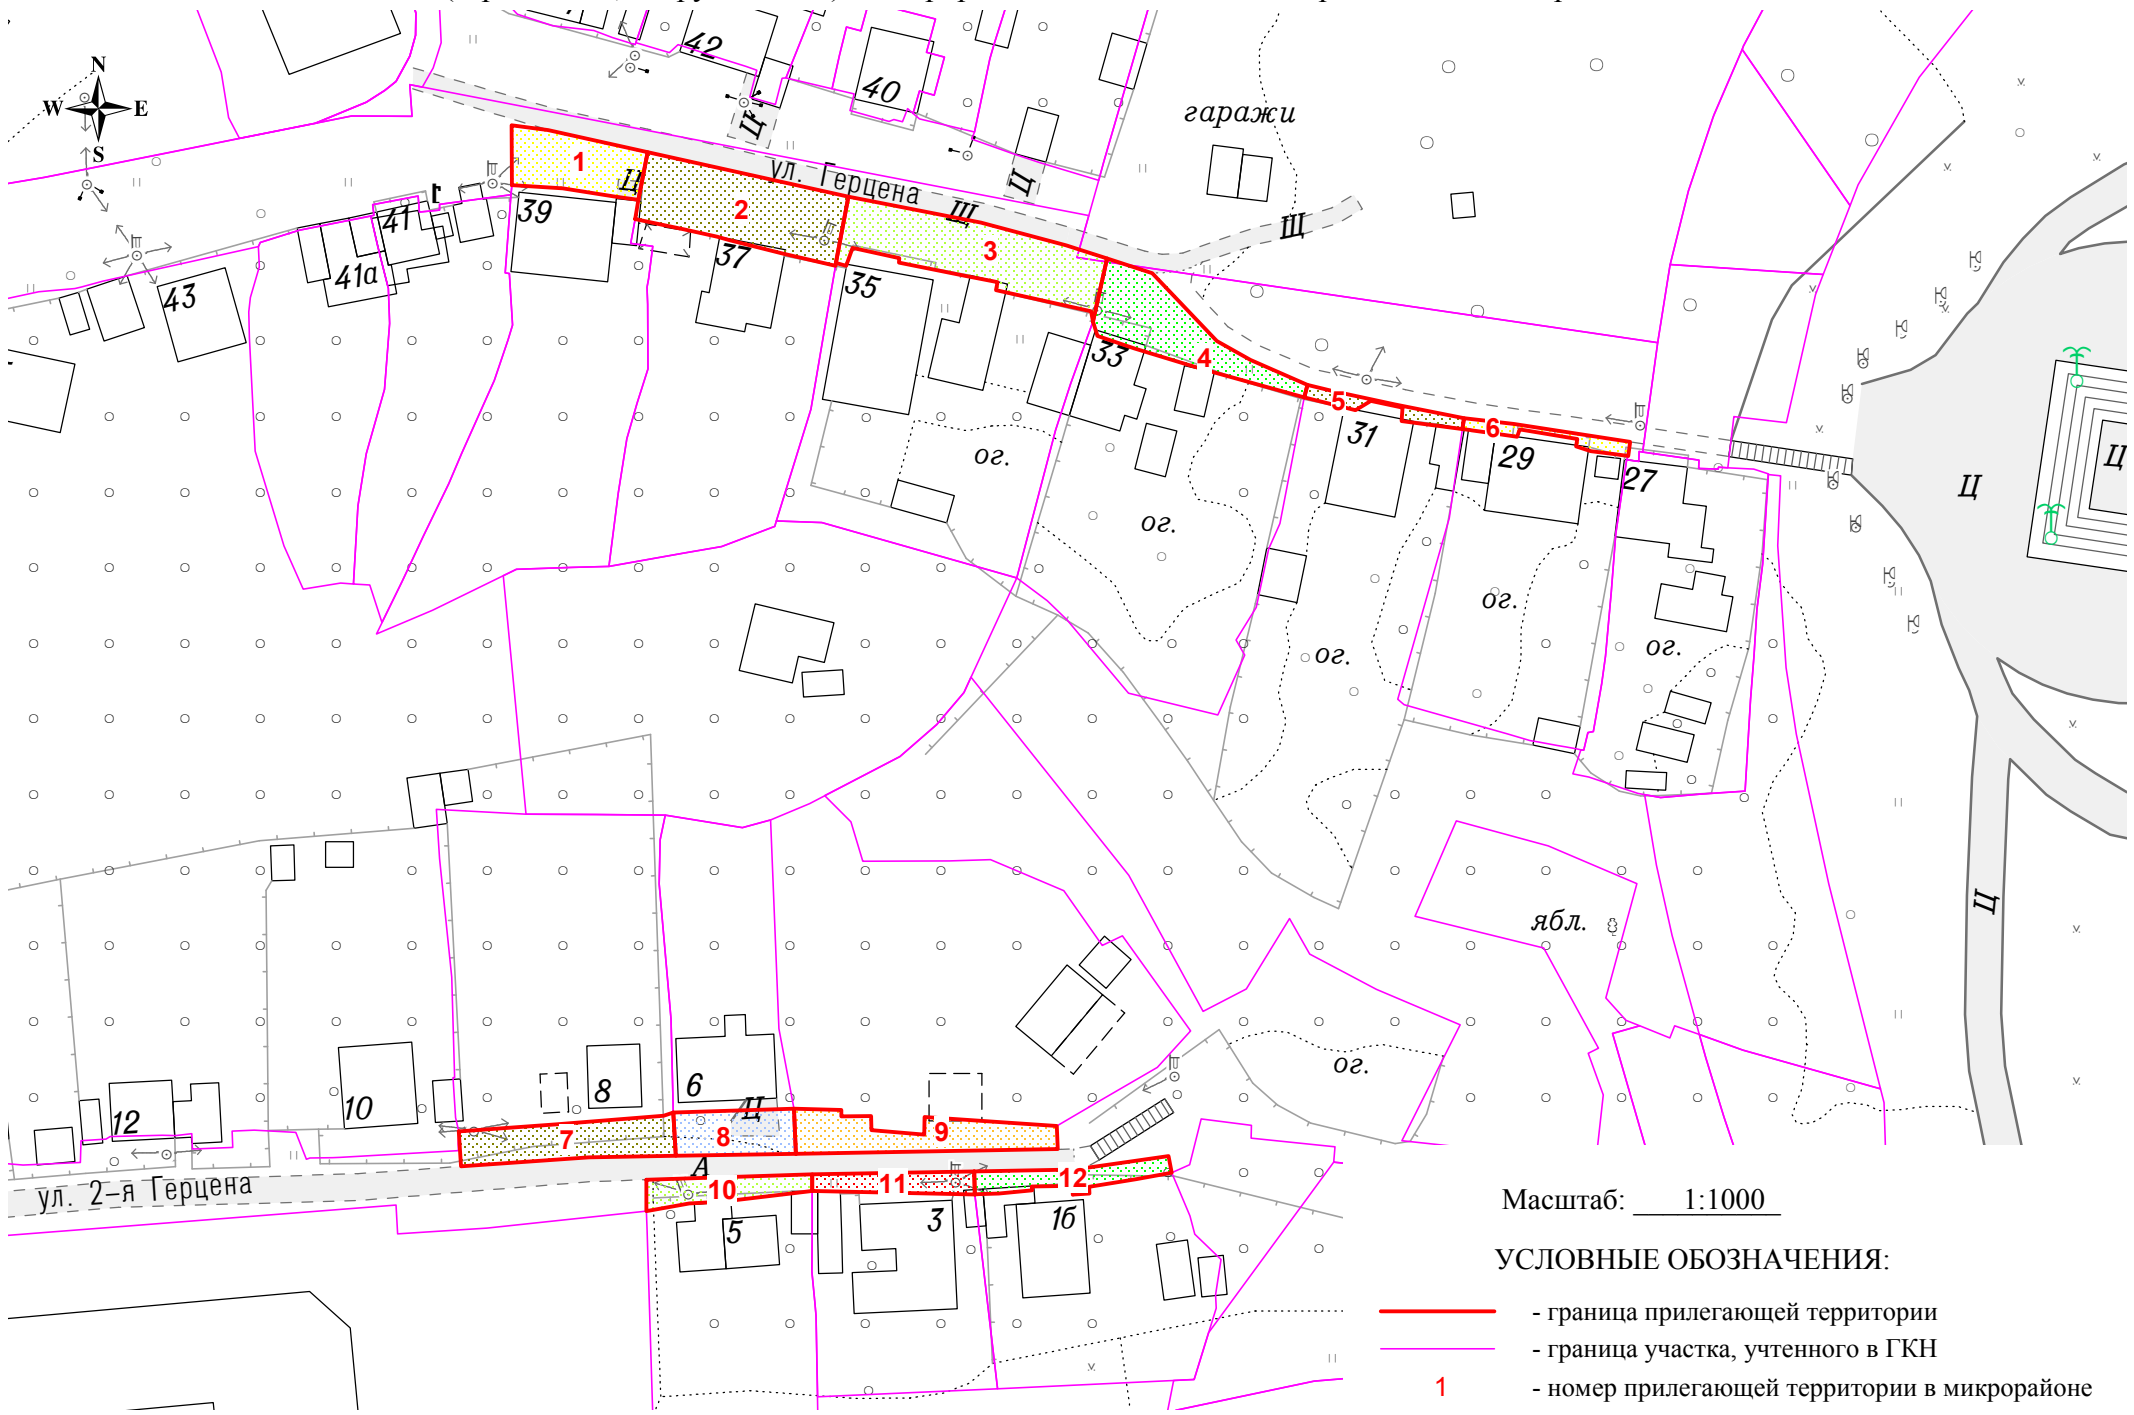 N
W E
S
42
40
гаражи
Ц
ул. Герцена
Щ
Ц
Щ
1
Ц
2
3
39
41
41а
43
37
35
33
4
5
6
31
29
27
Ц
Ц
ог.
ог.
ог.
ог.
ог.
ябл.
Ц
ог.
12
10
8
6
Ц
7
8
9
А
ул. 2-я Герцена
10
11
12
5
3
1б
Масштаб: 1:1000
УСЛОВНЫЕ ОБОЗНАЧЕНИЯ:
- граница прилегающей территории
- граница участка, учтенного в ГКН
1 - номер прилегающей территории в микрорайоне